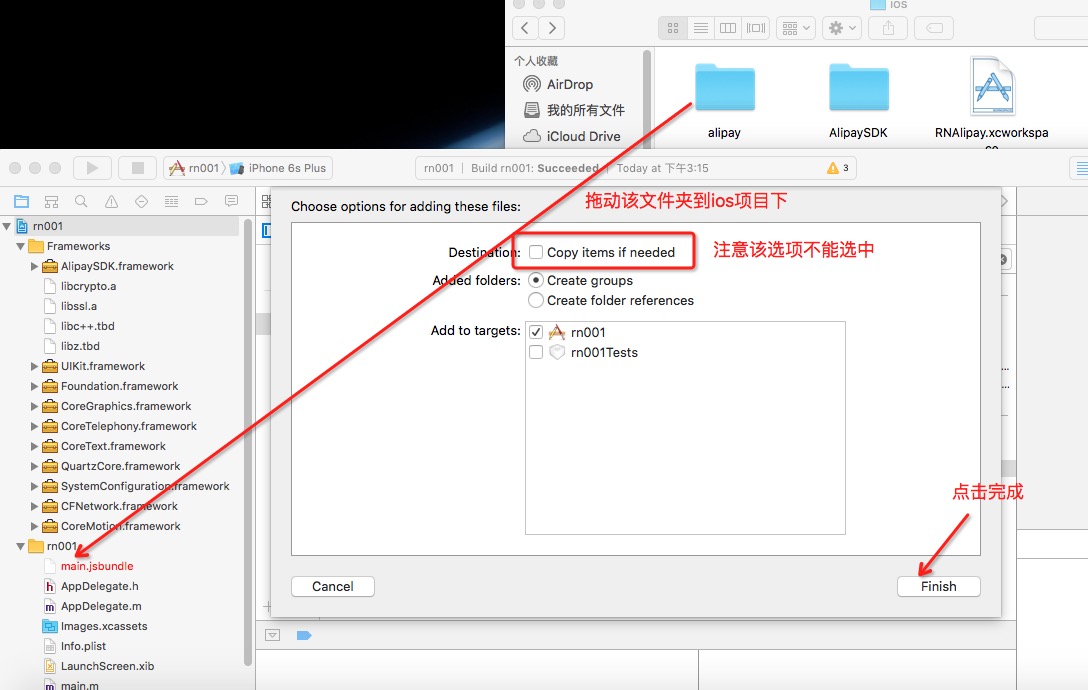 ios
个人收藏
AirDrop
我的所有文件
iCloud Drive
alipay
AlipaySDK
RNAlipay.xcworkspa
rn001
iPhone 6s Plus
rn001 | Build rn001: Succeeded | Today at 下午3:15
3
拖动该文件夹到ios项目下
rn001
Frameworks
AlipaySDK.framework
libcrypto.a
libssl.a
libc++.tbd
libz.tbd
UIKit.framework
Foundation.framework
CoreGraphics.framework
CoreTelephony.framework
CoreText.framework
QuartzCore.framework
SystemConfiguration.framework
CFNetwork.framework
CoreMotion.framework
rn001
main.jsbundle
AppDelegate.h
AppDelegate.m
Images.xcassets
Info.plist
LaunchScreen.xib
main.m
Choose options for adding these files:
Destination: Copy items if needed
注意该选项不能选中
Added folders: Create groups
Create folder references
Add to targets: rn001
rn001Tests
点击完成
Cancel
Finish